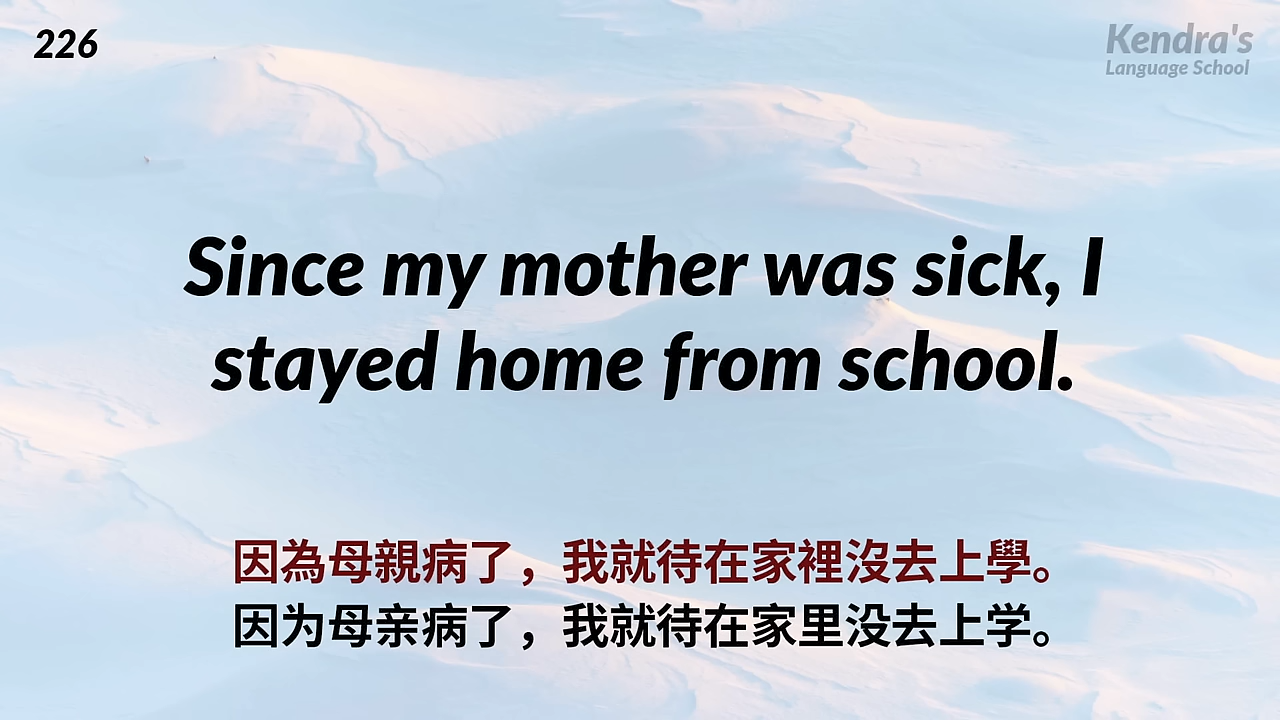 226
Kendra's
Language School
Since my mother was sick, I
stayed home from school.
因為母親病了，我就待在家裡沒去上學。
因为母亲病了，我就待在家里没去上学。